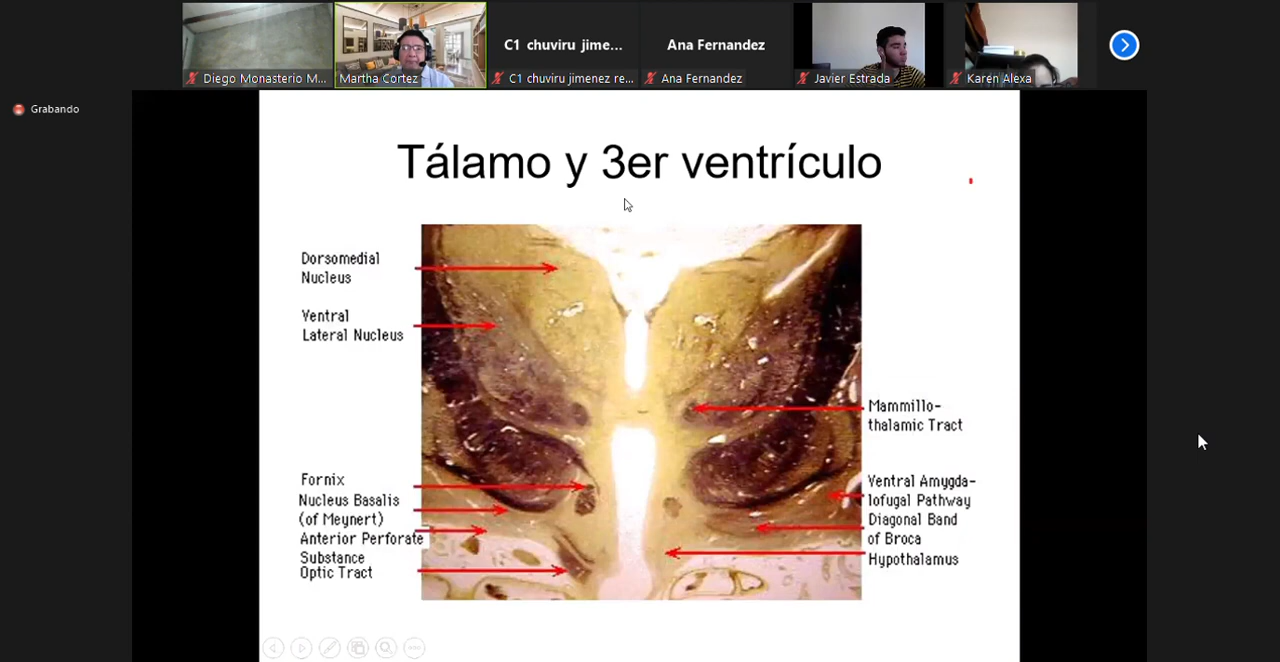 C1 chuviru jime...
Ana Fernandez
Diego Monasterio M...
Martha Cortez
C1 chuviru jimenez re...
Ana Fernandez
Javier Estrada
Karen Alexa
Grabando
Tálamo y 3er ventrículo
Dorsomedial
Nucleus
Ventral
Lateral Nucleus
Fornix
Nucleus Basalis
(of Meynert)
Anterior Perforate
Substance
Optic Tract
Mammillo-
thalamic Tract
Ventral Amygda-
lofugal Pathway
Diagonal Band
of Broca
Hypothalamus